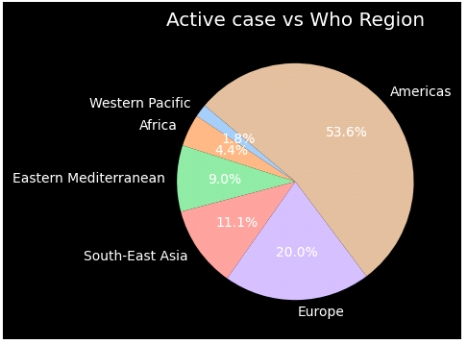 Active case vs Who Region
Americas
53.6%
Western Pacific
1.8%
Africa
4.4%
Eastern Mediterranean
9.0%
South-East Asia
11.1%
Europe
20.0%